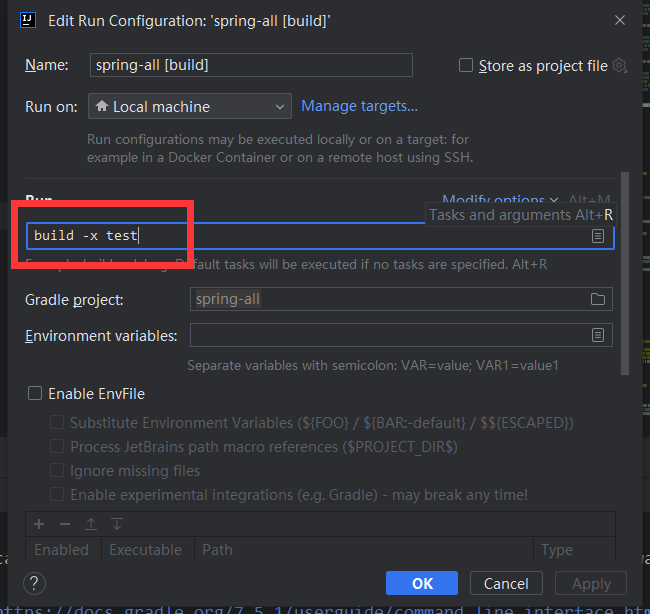 Edit Run Configuration: 'spring-all [build]'
Name: spring-all [build] Store as project file
Run on: Local machine Manage targets...
Run configurations may be executed locally or on a target: for
example in a Docker Container or on a remote host using SSH.
Run Modify options Alt+M
Tasks and arguments Alt+R
build -x test
Default tasks will be executed if no tasks are specified. Alt+R
Gradle project: spring-all
Environment variables:
Separate variables with semicolon: VAR=value; VAR1=value1
Enable EnvFile
Substitute Environment Variables (${FOO} / ${BAR:-default} / $${ESCAPED})
Process JetBrains path macro references ($PROJECT_DIR$)
Ignore missing files
Enable experimental integrations (e.g. Gradle) - may break any time!
Enabled Executable Path Type
? OK Cancel Apply
https://docs.gradle.org/7.5.1/userguide/command_line_interface.htm